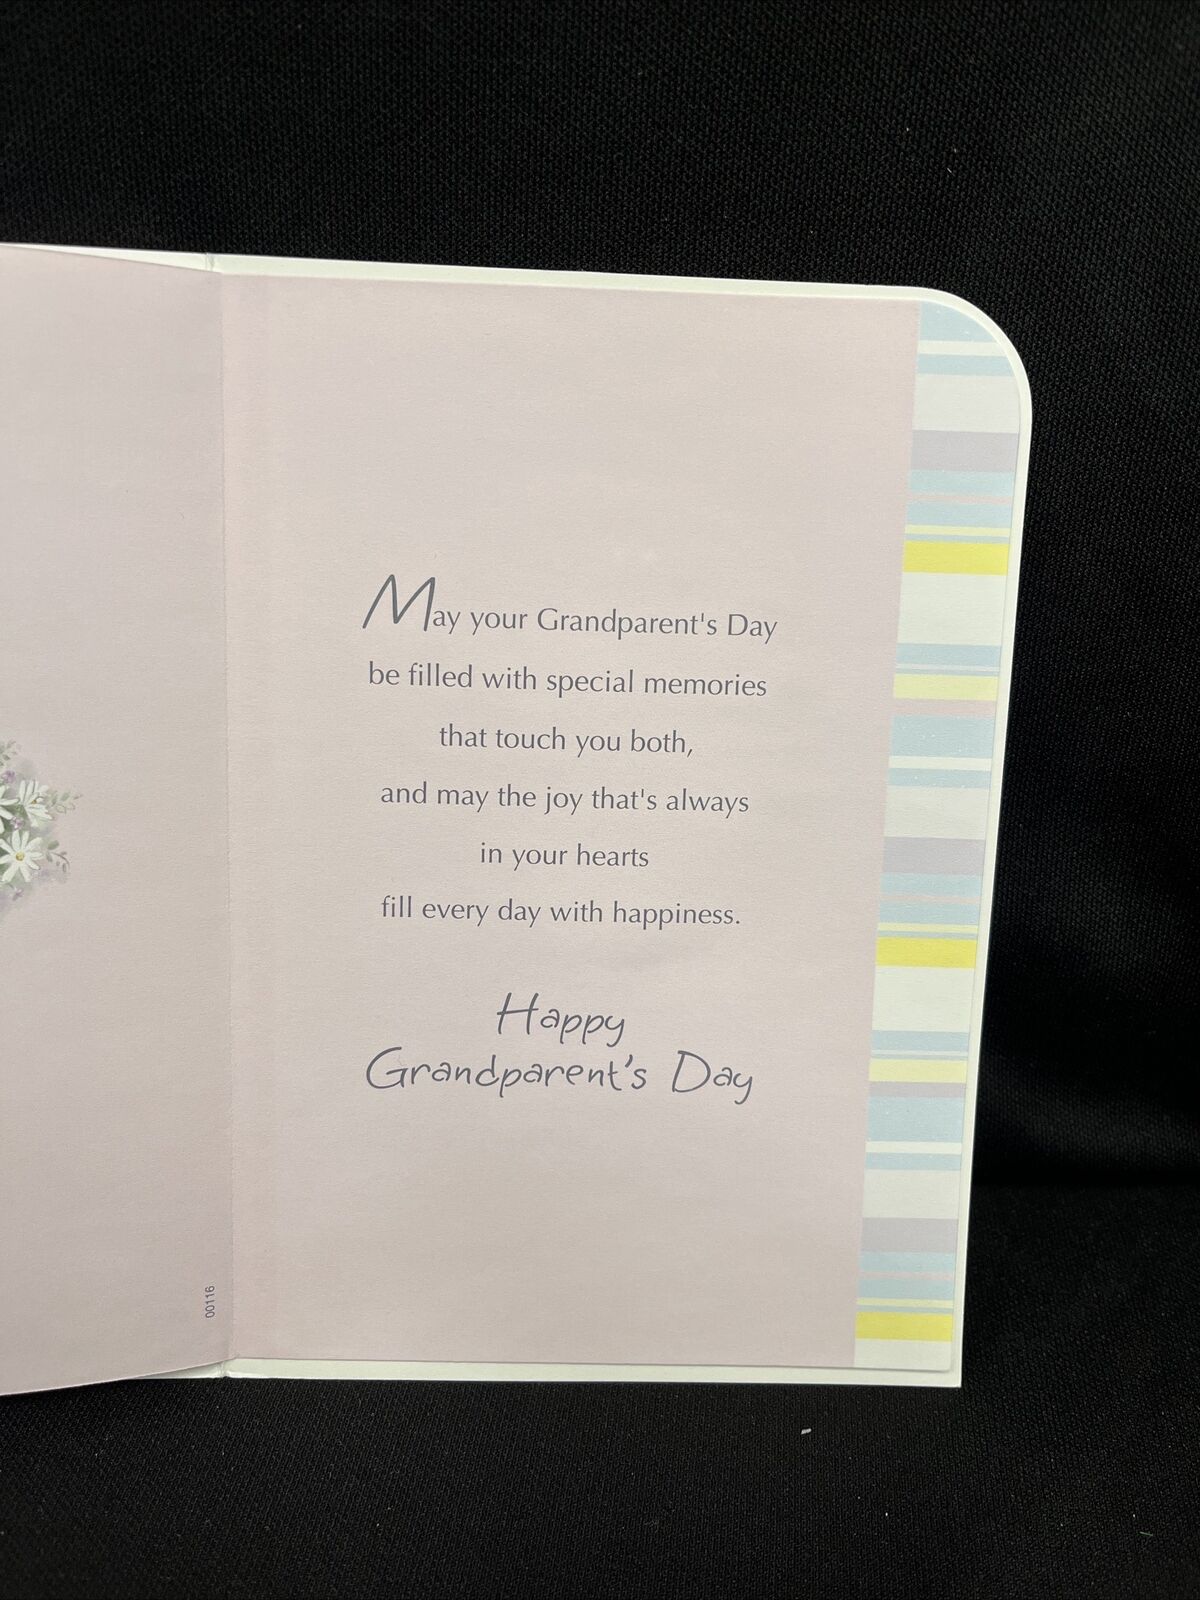 May your Grandparent's Day
be filled with special memories
that touch you both,
and may the joy that's always
in your hearts
fill every day with happiness.
Happy
Grandparent's Day
00116